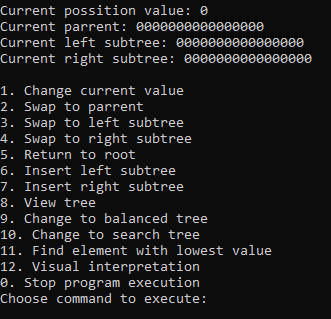 Current possition value: 0
Current parrent: 0000000000000000
Current left subtree: 0000000000000000
Current right subtree: 0000000000000000
1. Change current value
2. Swap to parrent
3. Swap to left subtree
4. Swap to right subtree
5. Return to root
6. Insert left subtree
7. Insert right subtree
8. View tree
9. Change to balanced tree
10. Change to search tree
11. Find element with lowest value
12. Visual interpretation
0. Stop program execution
Choose command to execute: